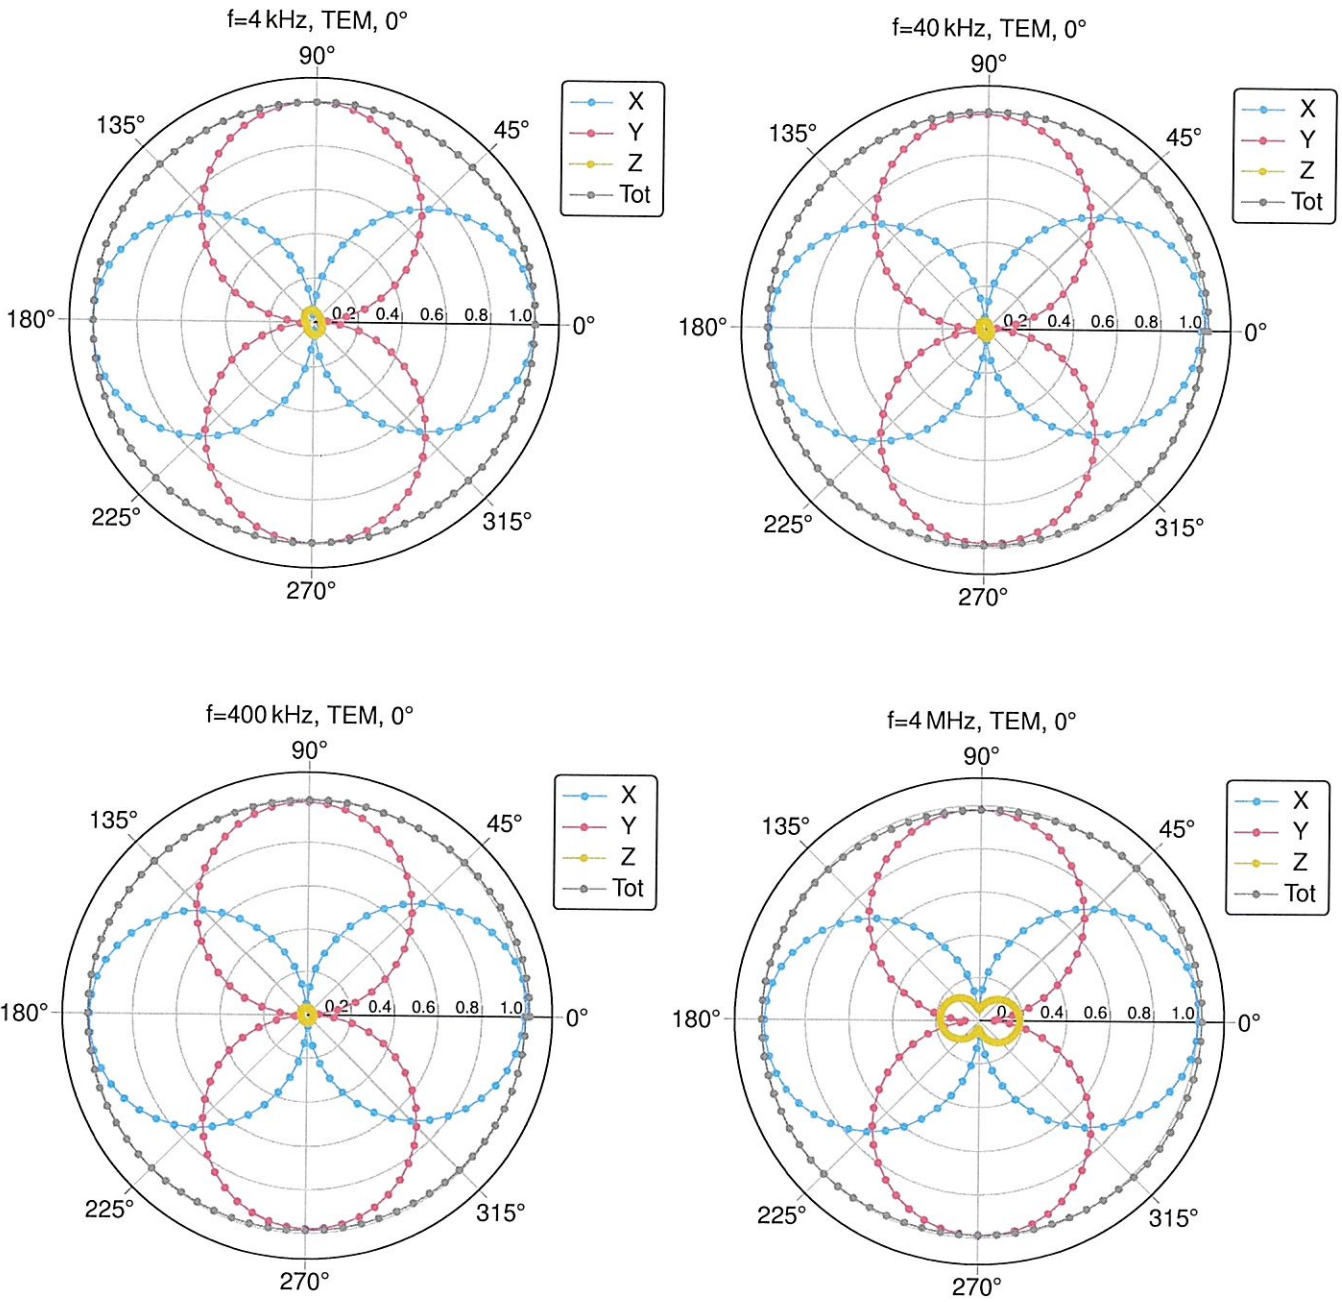 f=4 kHz, TEM, 0°
90°
135°
45°
180°
0.2 0.4 0.6 0.8 1.0
0°
225°
315°
270°
X
Y
Z
Tot
f=40 kHz, TEM, 0°
90°
135°
45°
180°
0.2 0.4 0.6 0.8 1.0
0°
225°
315°
270°
X
Y
Z
Tot
f=400 kHz, TEM, 0°
90°
135°
45°
180°
0.2 0.4 0.6 0.8 1.0
0°
225°
315°
270°
X
Y
Z
Tot
f=4 MHz, TEM, 0°
90°
135°
45°
180°
0.4 0.6 0.8 1.0
0°
225°
315°
270°
X
Y
Z
Tot